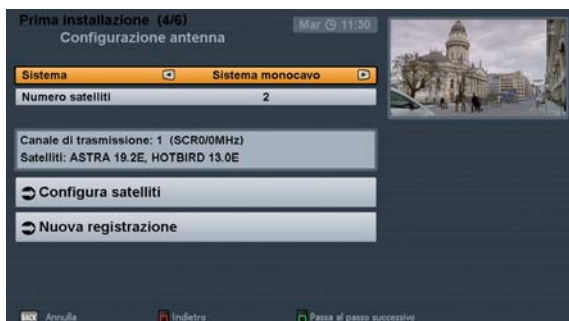 Prima installazione (4/6)
Mar 11:30
Configurazione antenna
Sistema Sistema monocavo
Numero satelliti 2
Canale di trasmissione: 1 (SCR0/0MHz)
Satelliti: ASTRA 19.2E, HOTBIRD 13.0E
Configura satelliti
Nuova registrazione
BACK Annulla Indietro Passa al passo successivo